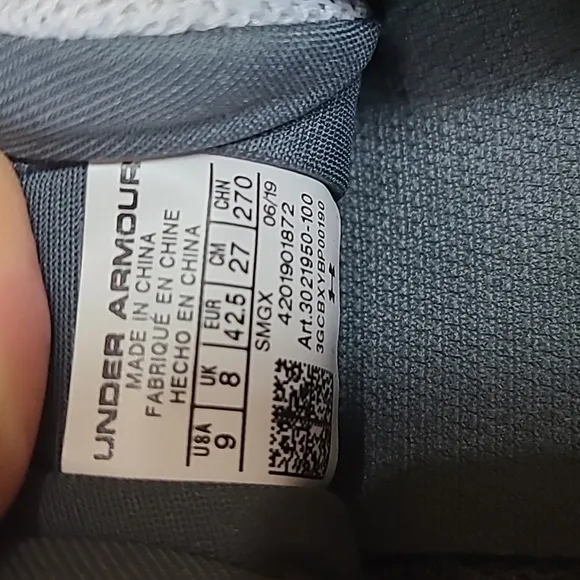 UNDER ARMOUR
MADE IN CHINA
FABRIQUÉ EN CHINE
HECHO EN CHINA
USA UK EUR CM CHN
9 8 42.5 27 270
SMGX 06/19
4201901872
Art.3021950-100
3GCBXYBP00190